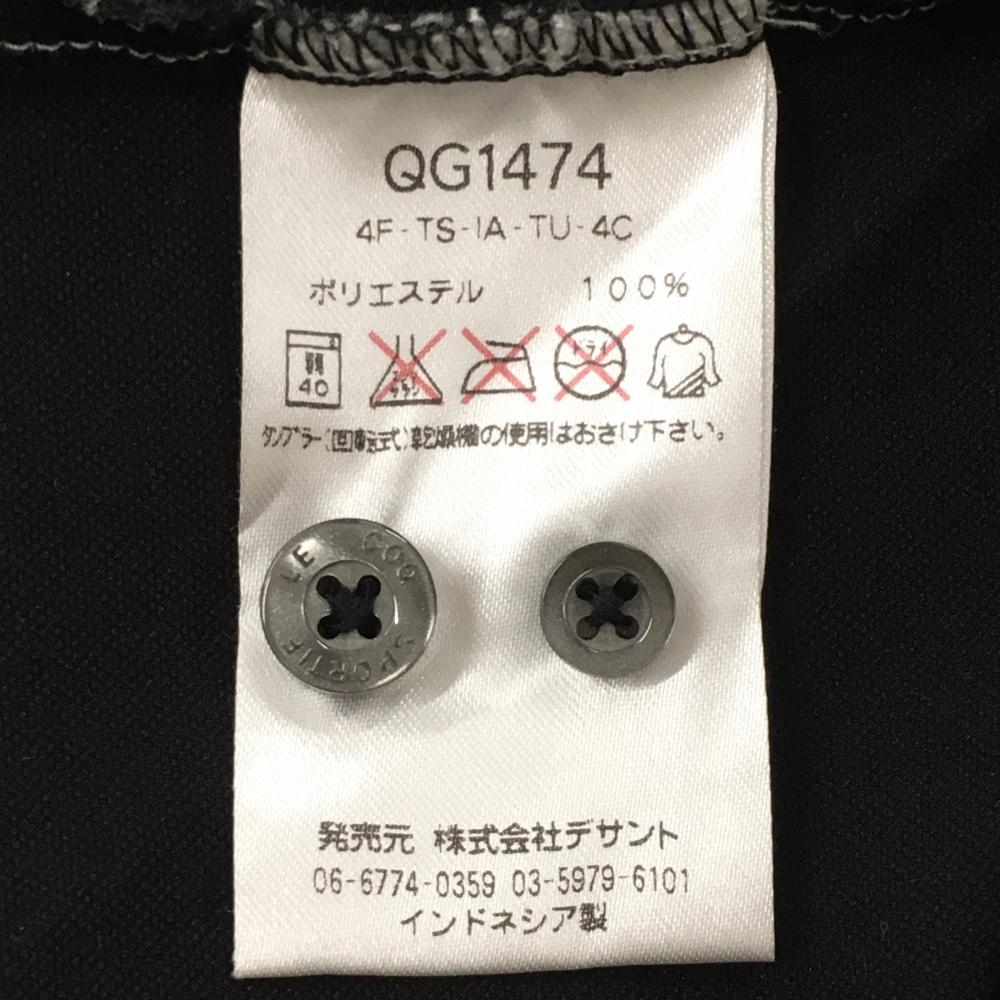 QG1474
4F-TS-IA-TU-4C
ポリエステル 100%
40
エンソ サラシ
ドライ
タンブラー(回転式)乾燥機の使用はおさけ下さい。
LE COQ SPORTIF
発売元 株式会社デサント
06-6774-0359 03-5979-6101
インドネシア製